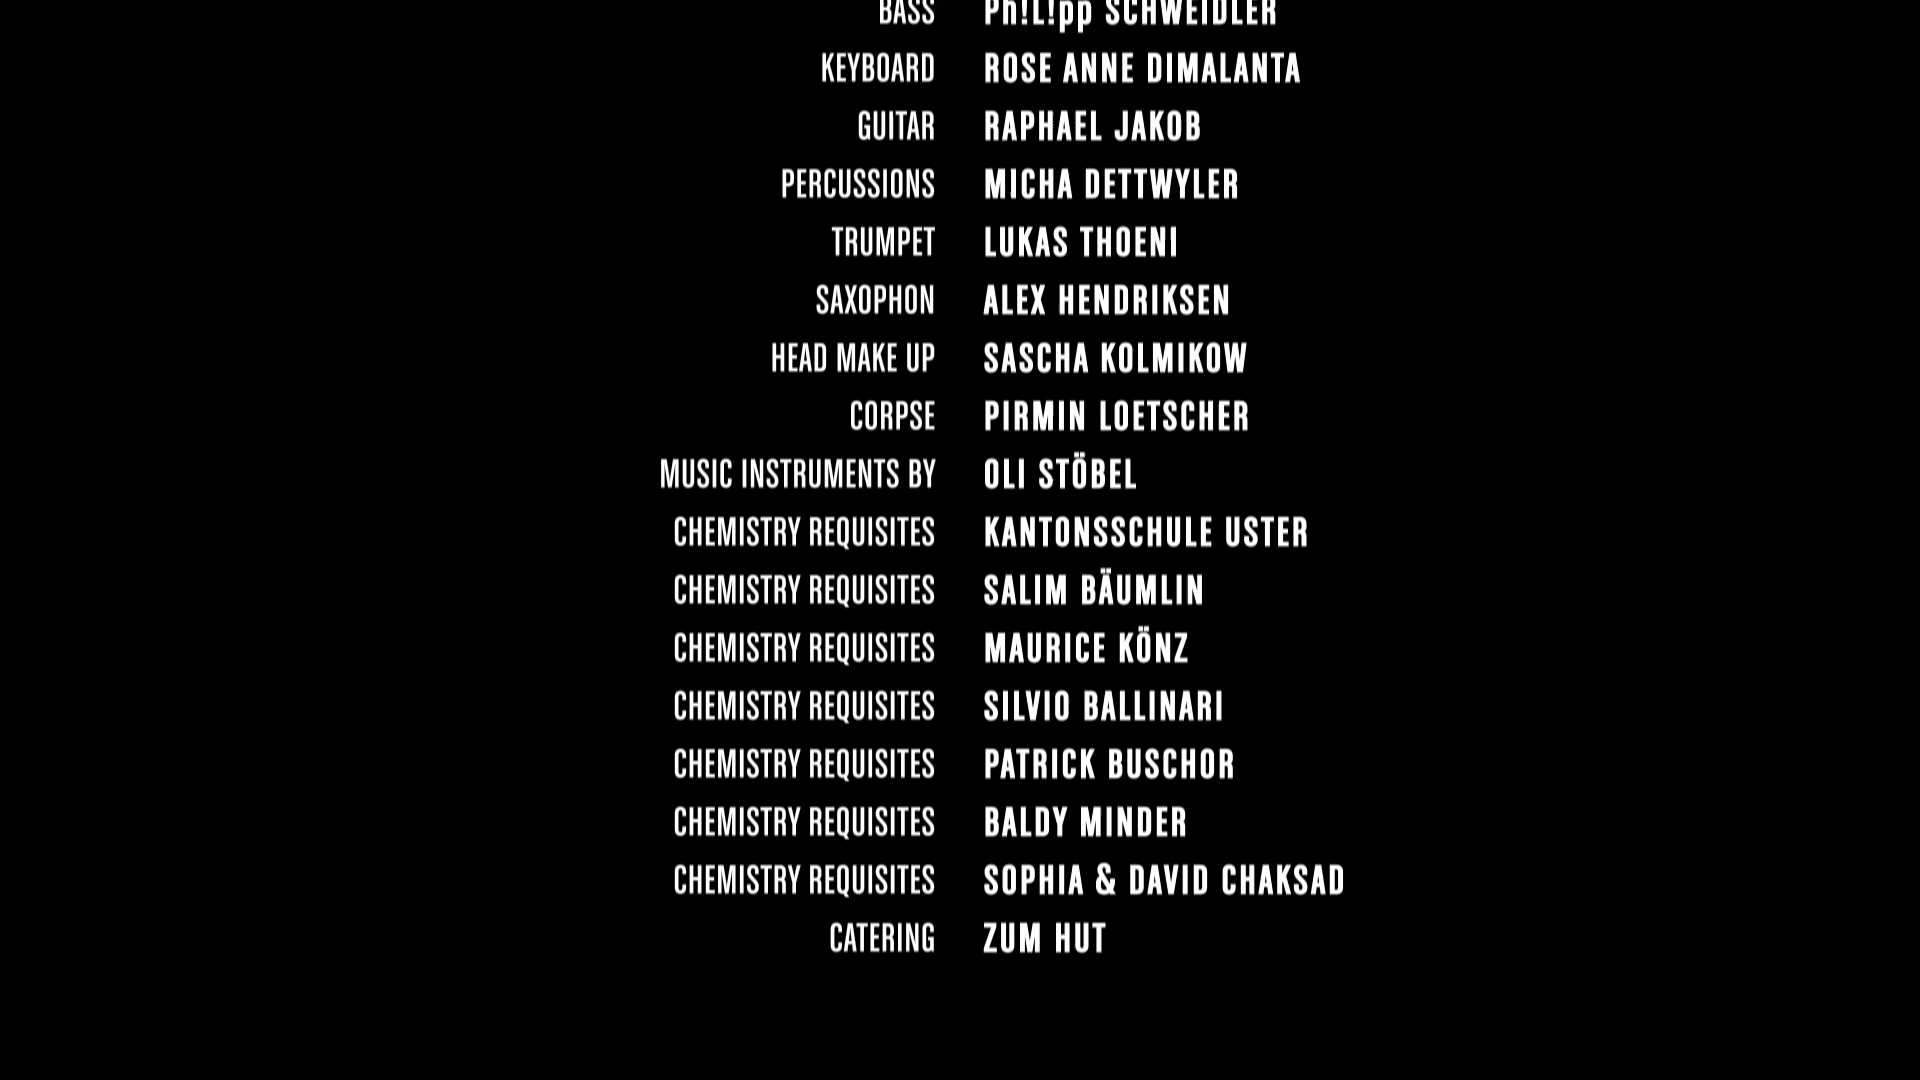 BASS Ph!L!pp SCHWEIDLER
KEYBOARD ROSE ANNE DIMALANTA
GUITAR RAPHAEL JAKOB
PERCUSSIONS MICHA DETTWYLER
TRUMPET LUKAS THOENI
SAXOPHON ALEX HENDRIKSEN
HEAD MAKE UP SASCHA KOLMIKOW
CORPSE PIRMIN LOETSCHER
MUSIC INSTRUMENTS BY OLI STÖBEL
CHEMISTRY REQUISITES KANTONSSCHULE USTER
CHEMISTRY REQUISITES SALIM BÄUMLIN
CHEMISTRY REQUISITES MAURICE KÖNZ
CHEMISTRY REQUISITES SILVIO BALLINARI
CHEMISTRY REQUISITES PATRICK BUSCHOR
CHEMISTRY REQUISITES BALDY MINDER
CHEMISTRY REQUISITES SOPHIA & DAVID CHAKSAD
CATERING ZUM HUT